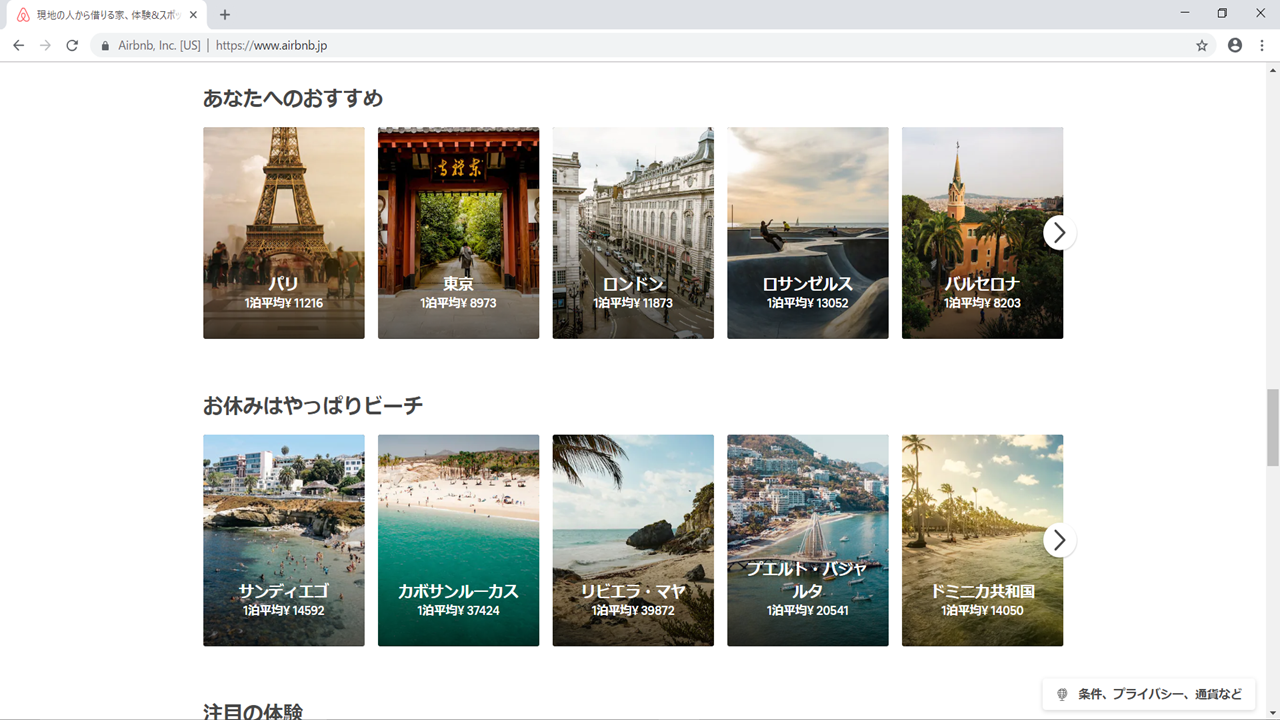 現地の人から借りる家、体験&スポッ
Airbnb, Inc. [US] | https://www.airbnb.jp
あなたへのおすすめ
パリ
1泊平均¥ 11216
東京
1泊平均¥ 8973
ロンドン
1泊平均¥ 11873
ロサンゼルス
1泊平均¥ 13052
バルセロナ
1泊平均¥ 8203
お休みはやっぱりビーチ
サンディエゴ
1泊平均¥ 14592
カボサンルーカス
1泊平均¥ 37424
リビエラ・マヤ
1泊平均¥ 39872
プエルト・バジャ
ルタ
1泊平均¥ 20541
ドミニカ共和国
1泊平均¥ 14050
注目の体験
条件、プライバシー、通貨など